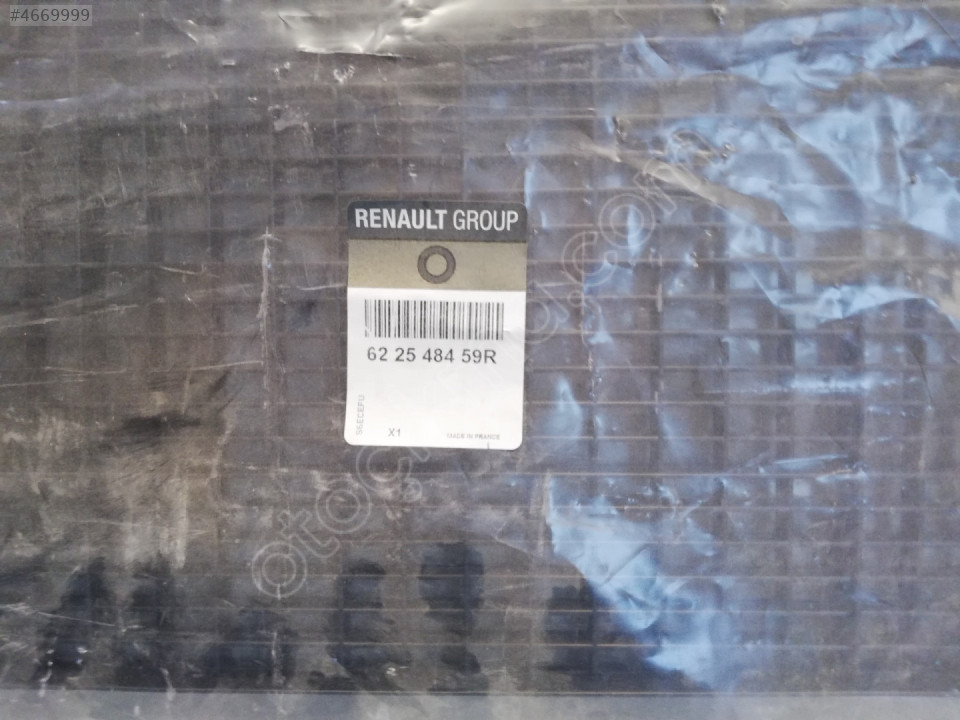 #4669999
RENAULT GROUP
62 25 484 59R
X1
MADE IN FRANCE